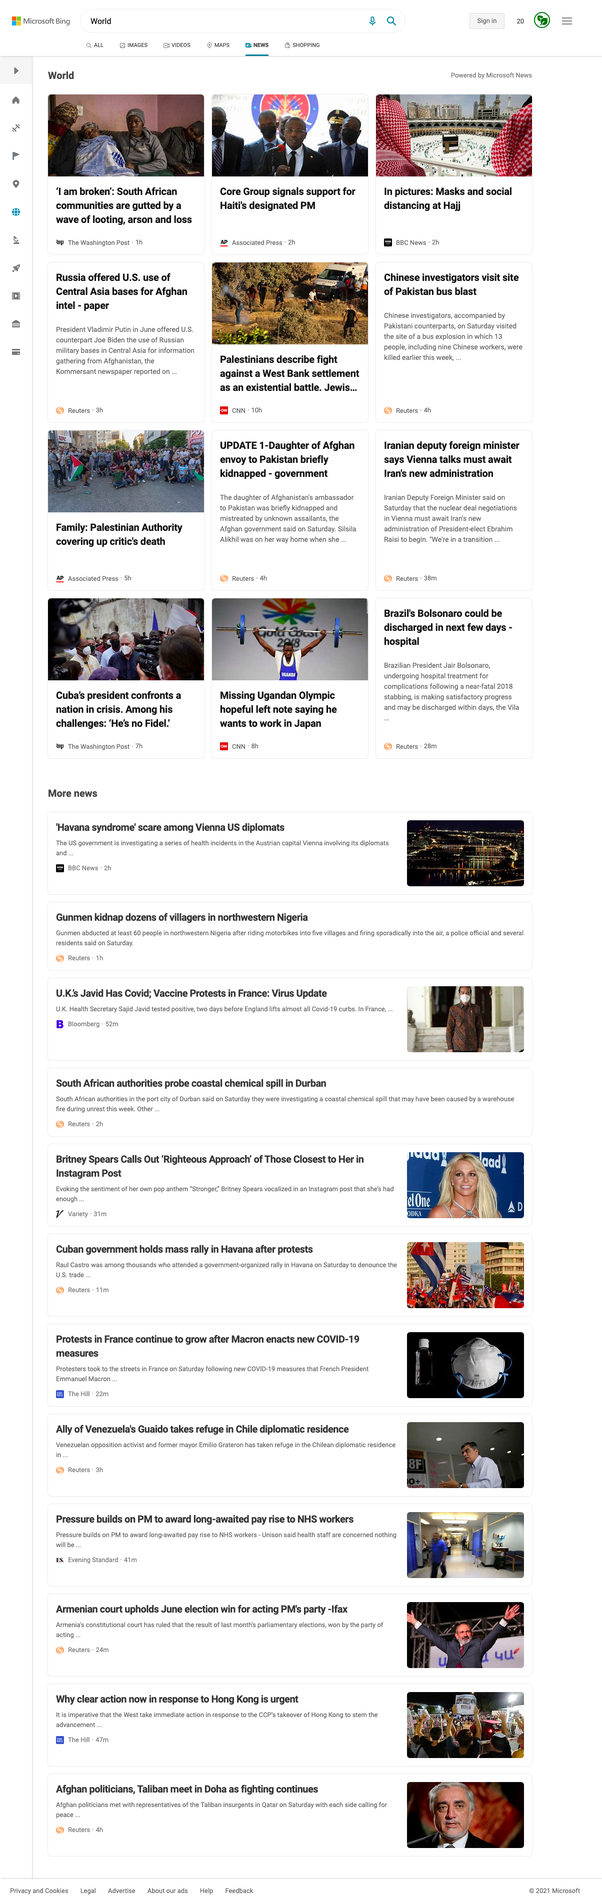 Microsoft Bing
World
Sign in
20
ALL
IMAGES
VIDEOS
MAPS
NEWS
SHOPPING
World
Powered by Microsoft News
‘I am broken’: South African
communities are gutted by a
wave of looting, arson and loss
wp The Washington Post · 1h
Core Group signals support for
Haiti's designated PM
AP Associated Press · 2h
In pictures: Masks and social
distancing at Hajj
BBC News · 2h
Russia offered U.S. use of
Central Asia bases for Afghan
intel - paper
President Vladimir Putin in June offered U.S.
counterpart Joe Biden the use of Russian
military bases in Central Asia for information
gathering from Afghanistan, the
Kommersant newspaper reported on ...
Reuters · 3h
Palestinians describe fight
against a West Bank settlement
as an existential battle. Jewis...
CNN · 10h
Chinese investigators visit site
of Pakistan bus blast
Chinese investigators, accompanied by
Pakistani counterparts, on Saturday visited
the site of a bus explosion in which 13
people, including nine Chinese workers, were
killed earlier this week, ...
Reuters · 4h
Family: Palestinian Authority
covering up critic's death
AP Associated Press · 5h
UPDATE 1-Daughter of Afghan
envoy to Pakistan briefly
kidnapped - government
The daughter of Afghanistan's ambassador
to Pakistan was briefly kidnapped and
mistreated by unknown assailants, the
Afghan government said on Saturday. Silsila
Alikhil was on her way home when she ...
Reuters · 4h
Iranian deputy foreign minister
says Vienna talks must await
Iran's new administration
Iranian Deputy Foreign Minister said on
Saturday that the nuclear deal negotiations
in Vienna must await Iran's new
administration of President-elect Ebrahim
Raisi to begin. "We're in a transition ...
Reuters · 38m
Cuba’s president confronts a
nation in crisis. Among his
challenges: ‘He’s no Fidel.’
wp The Washington Post · 7h
Gold Coast
2018
Missing Ugandan Olympic
hopeful left note saying he
wants to work in Japan
CNN · 8h
Brazil's Bolsonaro could be
discharged in next few days -
hospital
Brazilian President Jair Bolsonaro,
undergoing hospital treatment for
complications following a near-fatal 2018
stabbing, is making satisfactory progress
and may be discharged within days, the Vila
...
Reuters · 28m
More news
'Havana syndrome' scare among Vienna US diplomats
The US government is investigating a series of health incidents in the Austrian capital Vienna involving its diplomats
and ...
BBC News · 2h
Gunmen kidnap dozens of villagers in northwestern Nigeria
Gunmen abducted at least 60 people in northwestern Nigeria after riding motorbikes into five villages and firing sporadically into the air, a police official and several
residents said on Saturday.
Reuters · 1h
U.K.’s Javid Has Covid; Vaccine Protests in France: Virus Update
U.K. Health Secretary Sajid Javid tested positive, two days before England lifts almost all Covid-19 curbs. In France, ...
B Bloomberg · 52m
South African authorities probe coastal chemical spill in Durban
South African authorities in the port city of Durban said on Saturday they were investigating a coastal chemical spill that may have been caused by a warehouse
fire during unrest this week. Other ...
Reuters · 2h
Britney Spears Calls Out ‘Righteous Approach’ of Those Closest to Her in
Instagram Post
Evoking the sentiment of her own pop anthem “Stronger,” Britney Spears vocalized in an Instagram post that she's had
enough ...
V Variety · 31m
Cuban government holds mass rally in Havana after protests
Raul Castro was among thousands who attended a government-organized rally in Havana on Saturday to denounce the
U.S. trade ...
Reuters · 11m
Protests in France continue to grow after Macron enacts new COVID-19
measures
Protesters took to the streets in France on Saturday following new COVID-19 measures that French President
Emmanuel Macron ...
The Hill · 22m
Ally of Venezuela's Guaido takes refuge in Chile diplomatic residence
Venezuelan opposition activist and former mayor Emilio Grateron has taken refuge in the Chilean diplomatic residence
in ...
Reuters · 3h
Pressure builds on PM to award long-awaited pay rise to NHS workers
Pressure builds on PM to award long-awaited pay rise to NHS workers - Unison said health staff are concerned nothing
will be ...
ES. Evening Standard · 41m
Armenian court upholds June election win for acting PM's party -Ifax
Armenia's constitutional court has ruled that the result of last month's parliamentary elections, won by the party of
acting ...
Reuters · 24m
Why clear action now in response to Hong Kong is urgent
It is imperative that the West take immediate action in response to the CCP's takeover of Hong Kong to stem the
advancement ...
The Hill · 47m
Afghan politicians, Taliban meet in Doha as fighting continues
Afghan politicians met with representatives of the Taliban insurgents in Qatar on Saturday with each side calling for
peace ...
Reuters · 4h
Privacy and Cookies
Legal
Advertise
About our ads
Help
Feedback
© 2021 Microsoft